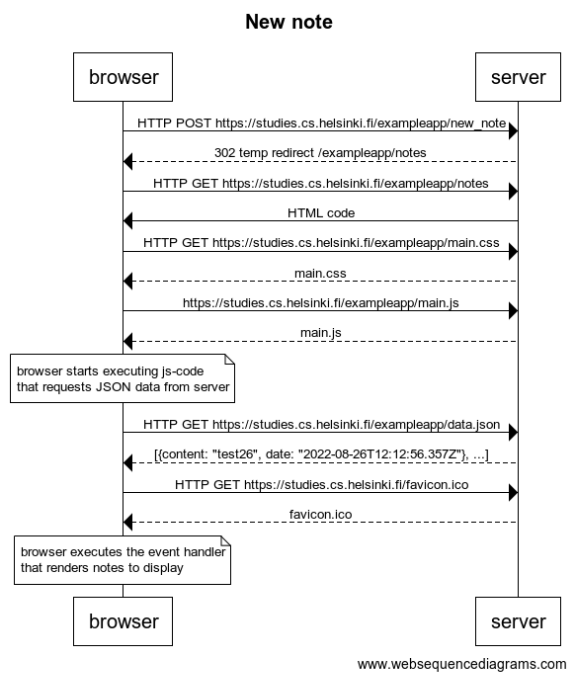 New note
browser
server
HTTP POST https://studies.cs.helsinki.fi/exampleapp/new_note
302 temp redirect /exampleapp/notes
HTTP GET https://studies.cs.helsinki.fi/exampleapp/notes
HTML code
HTTP GET https://studies.cs.helsinki.fi/exampleapp/main.css
main.css
https://studies.cs.helsinki.fi/exampleapp/main.js
main.js
browser starts executing js-code
that requests JSON data from server
HTTP GET https://studies.cs.helsinki.fi/exampleapp/data.json
[{content: "test26", date: "2022-08-26T12:12:56.357Z"}, ...]
HTTP GET https://studies.cs.helsinki.fi/favicon.ico
favicon.ico
browser executes the event handler
that renders notes to display
browser
server
www.websequencediagrams.com